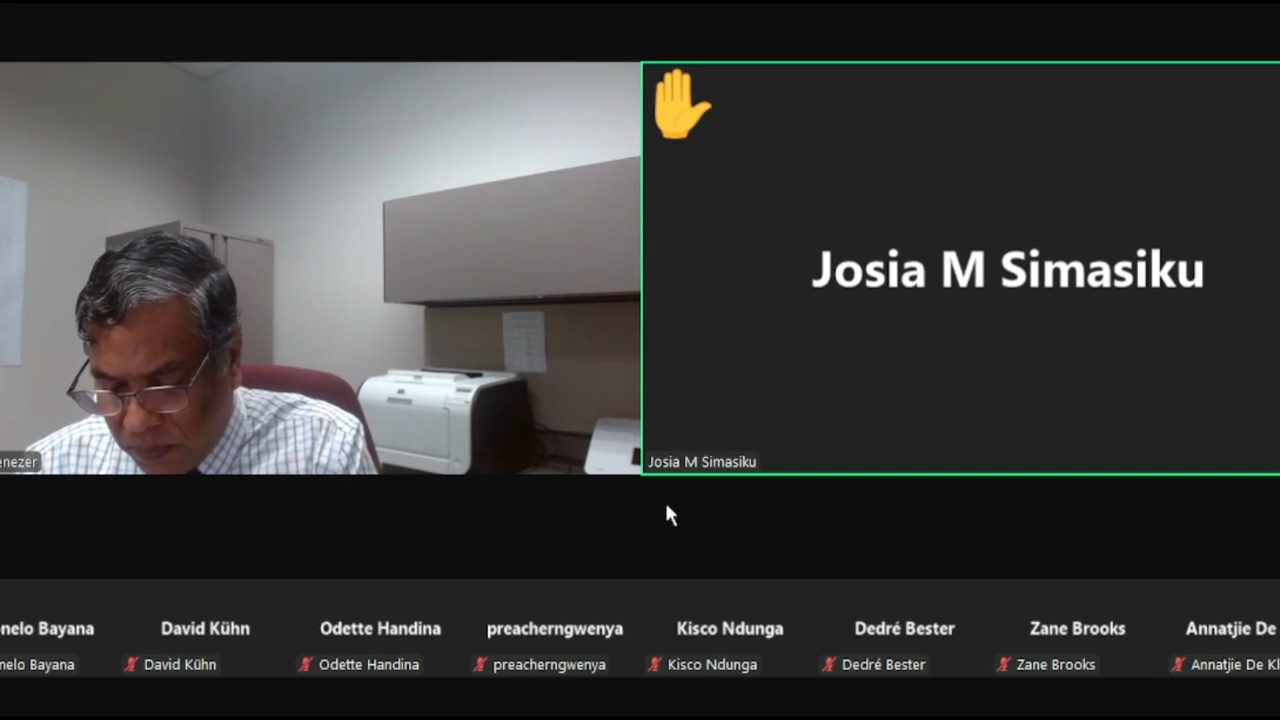 Josia M Simasiku
enezer
Josia M Simasiku
nelo Bayana
David Kühn
Odette Handina
preacherngwenya
Kisco Ndunga
Dedré Bester
Zane Brooks
Annatjie De
nelo Bayana
David Kühn
Odette Handina
preacherngwenya
Kisco Ndunga
Dedré Bester
Zane Brooks
Annatjie De Kl